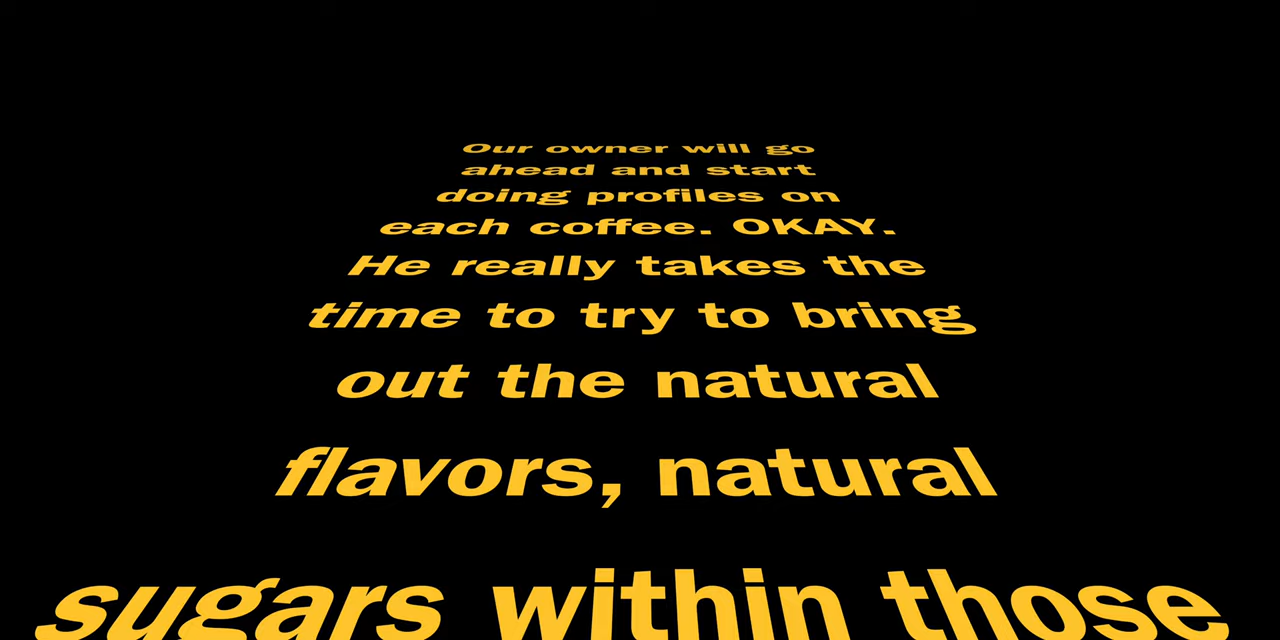 Our owner will go
ahead and start
doing profiles on
each coffee. OKAY.
He really takes the
time to try to bring
out the natural
flavors, natural
sugars within those